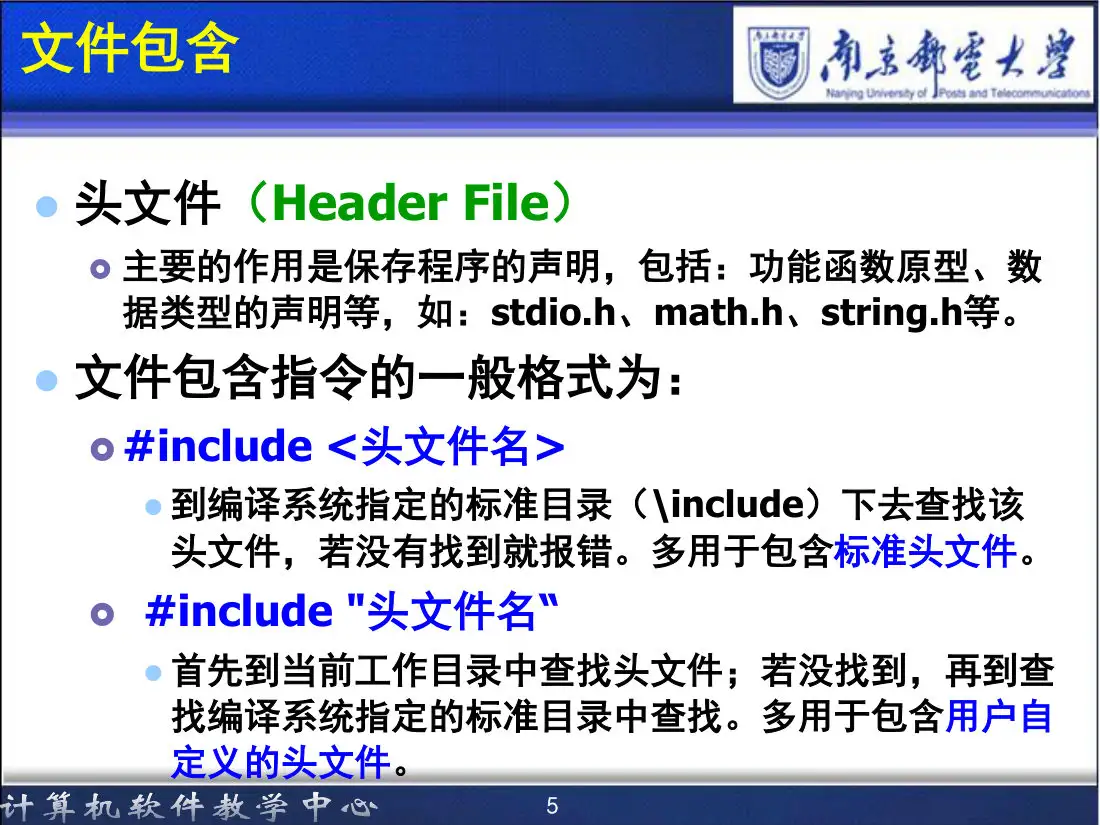 文件包含
南京邮电大学
Nanjing University of Posts and Telecommunications
头文件（Header File）
主要的作用是保存程序的声明，包括：功能函数原型、数
据类型的声明等，如：stdio.h、math.h、string.h等。
文件包含指令的一般格式为：
#include <头文件名>
到编译系统指定的标准目录（\include）下去查找该
头文件，若没有找到就报错。多用于包含标准头文件。
#include "头文件名“
首先到当前工作目录中查找头文件；若没找到，再到查
找编译系统指定的标准目录中查找。多用于包含用户自
定义的头文件。
计算机软件教学中心
5